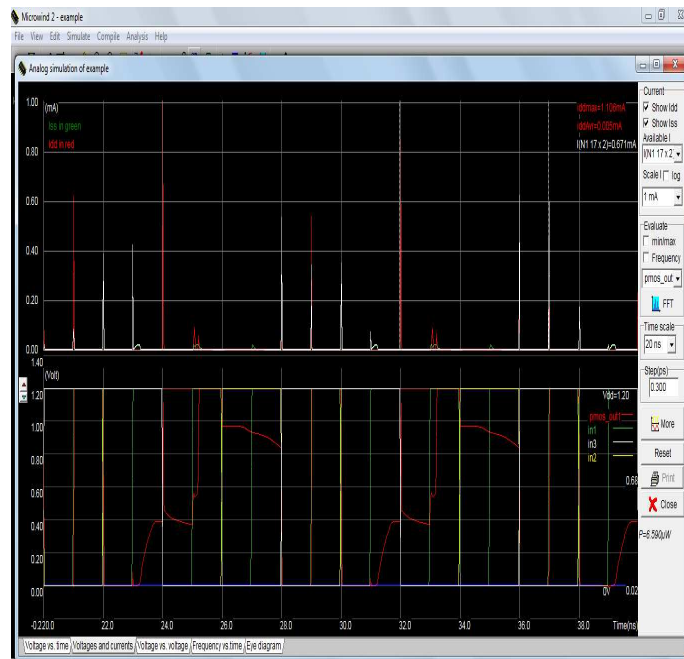 Microwind 2 - example
File View Edit Simulate Compile Analysis Help
Analog simulation of example
1.00
(mA)
Iss in green
Idd in red
Iddmax=1.106mA
I(N1 17 x 2)=0.671mA
0.80
0.60
0.40
0.20
0.00
1.40
(Volt)
1.20
1.00
0.80
0.60
0.40
0.20
0.00
Vdd=1.20
pmos_out1
in1
in3
in2
0.68
0V 0.02
-0.220.0 22.0 24.0 26.0 28.0 30.0 32.0 34.0 36.0 38.0 Time(ns)
Voltage vs. time Voltages and currents Voltage vs. voltage Frequency vs.time Eye diagram
Current
Show Idd
Show Iss
Available I
I(N1 17 x 2)
Scale I log
1 mA
Evaluate
min/max
Frequency
pmos_out
FFT
Time scale
20 ns
Step(ps)
0.300
More
Reset
Print
Close
P=6.590µW